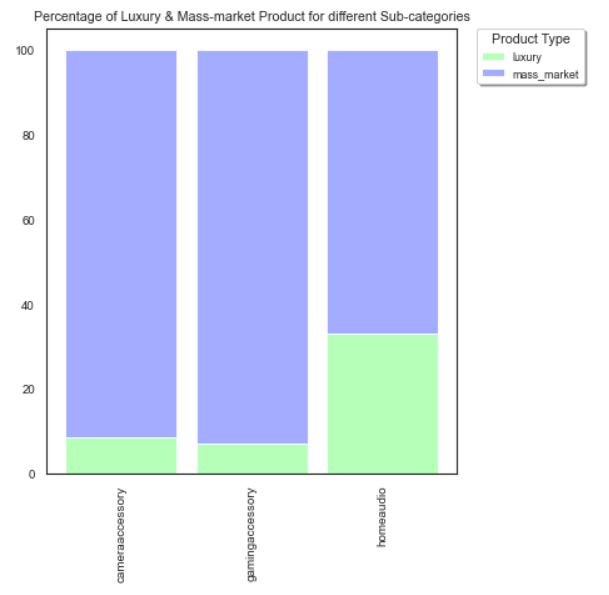 Percentage of Luxury & Mass-market Product for different Sub-categories
Product Type
luxury
mass_market
100
80
60
40
20
0
cameraaccessory
gamingaccessory
homeaudio